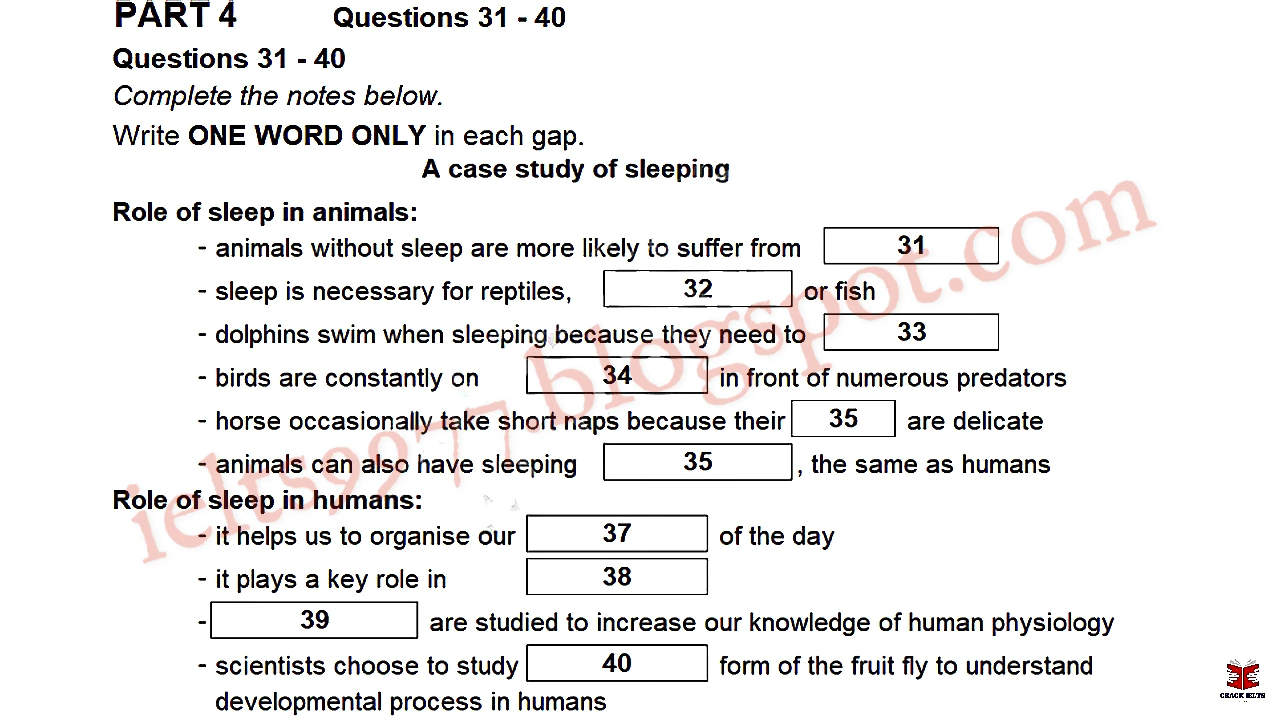 PART 4 Questions 31 - 40
Questions 31 - 40
Complete the notes below.
Write ONE WORD ONLY in each gap.
A case study of sleeping
Role of sleep in animals:
- animals without sleep are more likely to suffer from 31
- sleep is necessary for reptiles, 32 or fish
- dolphins swim when sleeping because they need to 33
- birds are constantly on 34 in front of numerous predators
- horse occasionally take short naps because their 35 are delicate
- animals can also have sleeping 35 , the same as humans
Role of sleep in humans:
- it helps us to organise our 37 of the day
- it plays a key role in 38
- 39 are studied to increase our knowledge of human physiology
- scientists choose to study 40 form of the fruit fly to understand
developmental process in humans
ielts9977.blogspot.com
CRACK IELTS